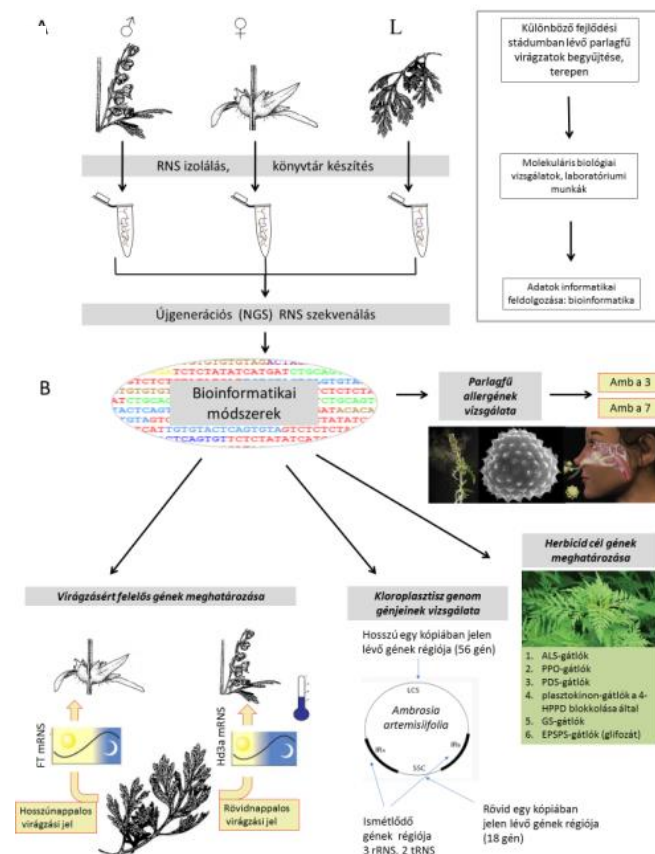 A
♂
♀
L
RNS izolálás, könyvtár készítés
Újgenerációs (NGS) RNS szekvenálás
Különböző fejlődési
stádumban lévő parlagfű
virágzatok begyűjtése,
terepen
Molekuláris biológiai
vizsgálatok, laboratóriumi
munkák
Adatok informatikai
feldolgozása: bioinformatika
B
Bioinformatikai
módszerek
Parlagfű
allergének
vizsgálata
Amb a 3
Amb a 7
Virágzásért felelős gének meghatározása
FT mRNS
Hd3a mRNS
Hosszúnappalos
virágzási jel
Rövidnappalos
virágzási jel
Kloroplasztisz genom
génjeinek vizsgálata
Hosszú egy kópiában jelen
lévő gének régiója (56 gén)
LCS
Ambrosia
artemisiifolia
IRA
IRB
SSC
Ismétlődő
gének régiója
3 rRNS, 2 tRNS
Rövid egy kópiában
jelen lévő gének régiója
(18 gén)
Herbicid cél gének
meghatározása
1. ALS-gátlók
2. PPO-gátlók
3. PDS-gátlók
4. plasztokinon-gátlók a 4-
HPPD blokkolása által
5. GS-gátlók
6. EPSPS-gátlók (glifozát)